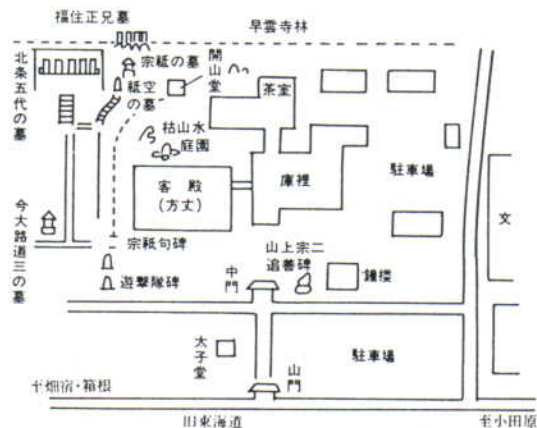 福住正兄墓
早雲寺林
北条五代の墓
宗祗の墓
祗空の墓
開山堂
茶室
枯山水
庭園
客殿
(方丈)
庫裡
駐車場
文
今大路道三の墓
宗祗句碑
遊撃隊碑
中門
山上宗二
追善碑
鐘楼
太子堂
山門
駐車場
至畑宿・箱根
旧東海道
至小田原